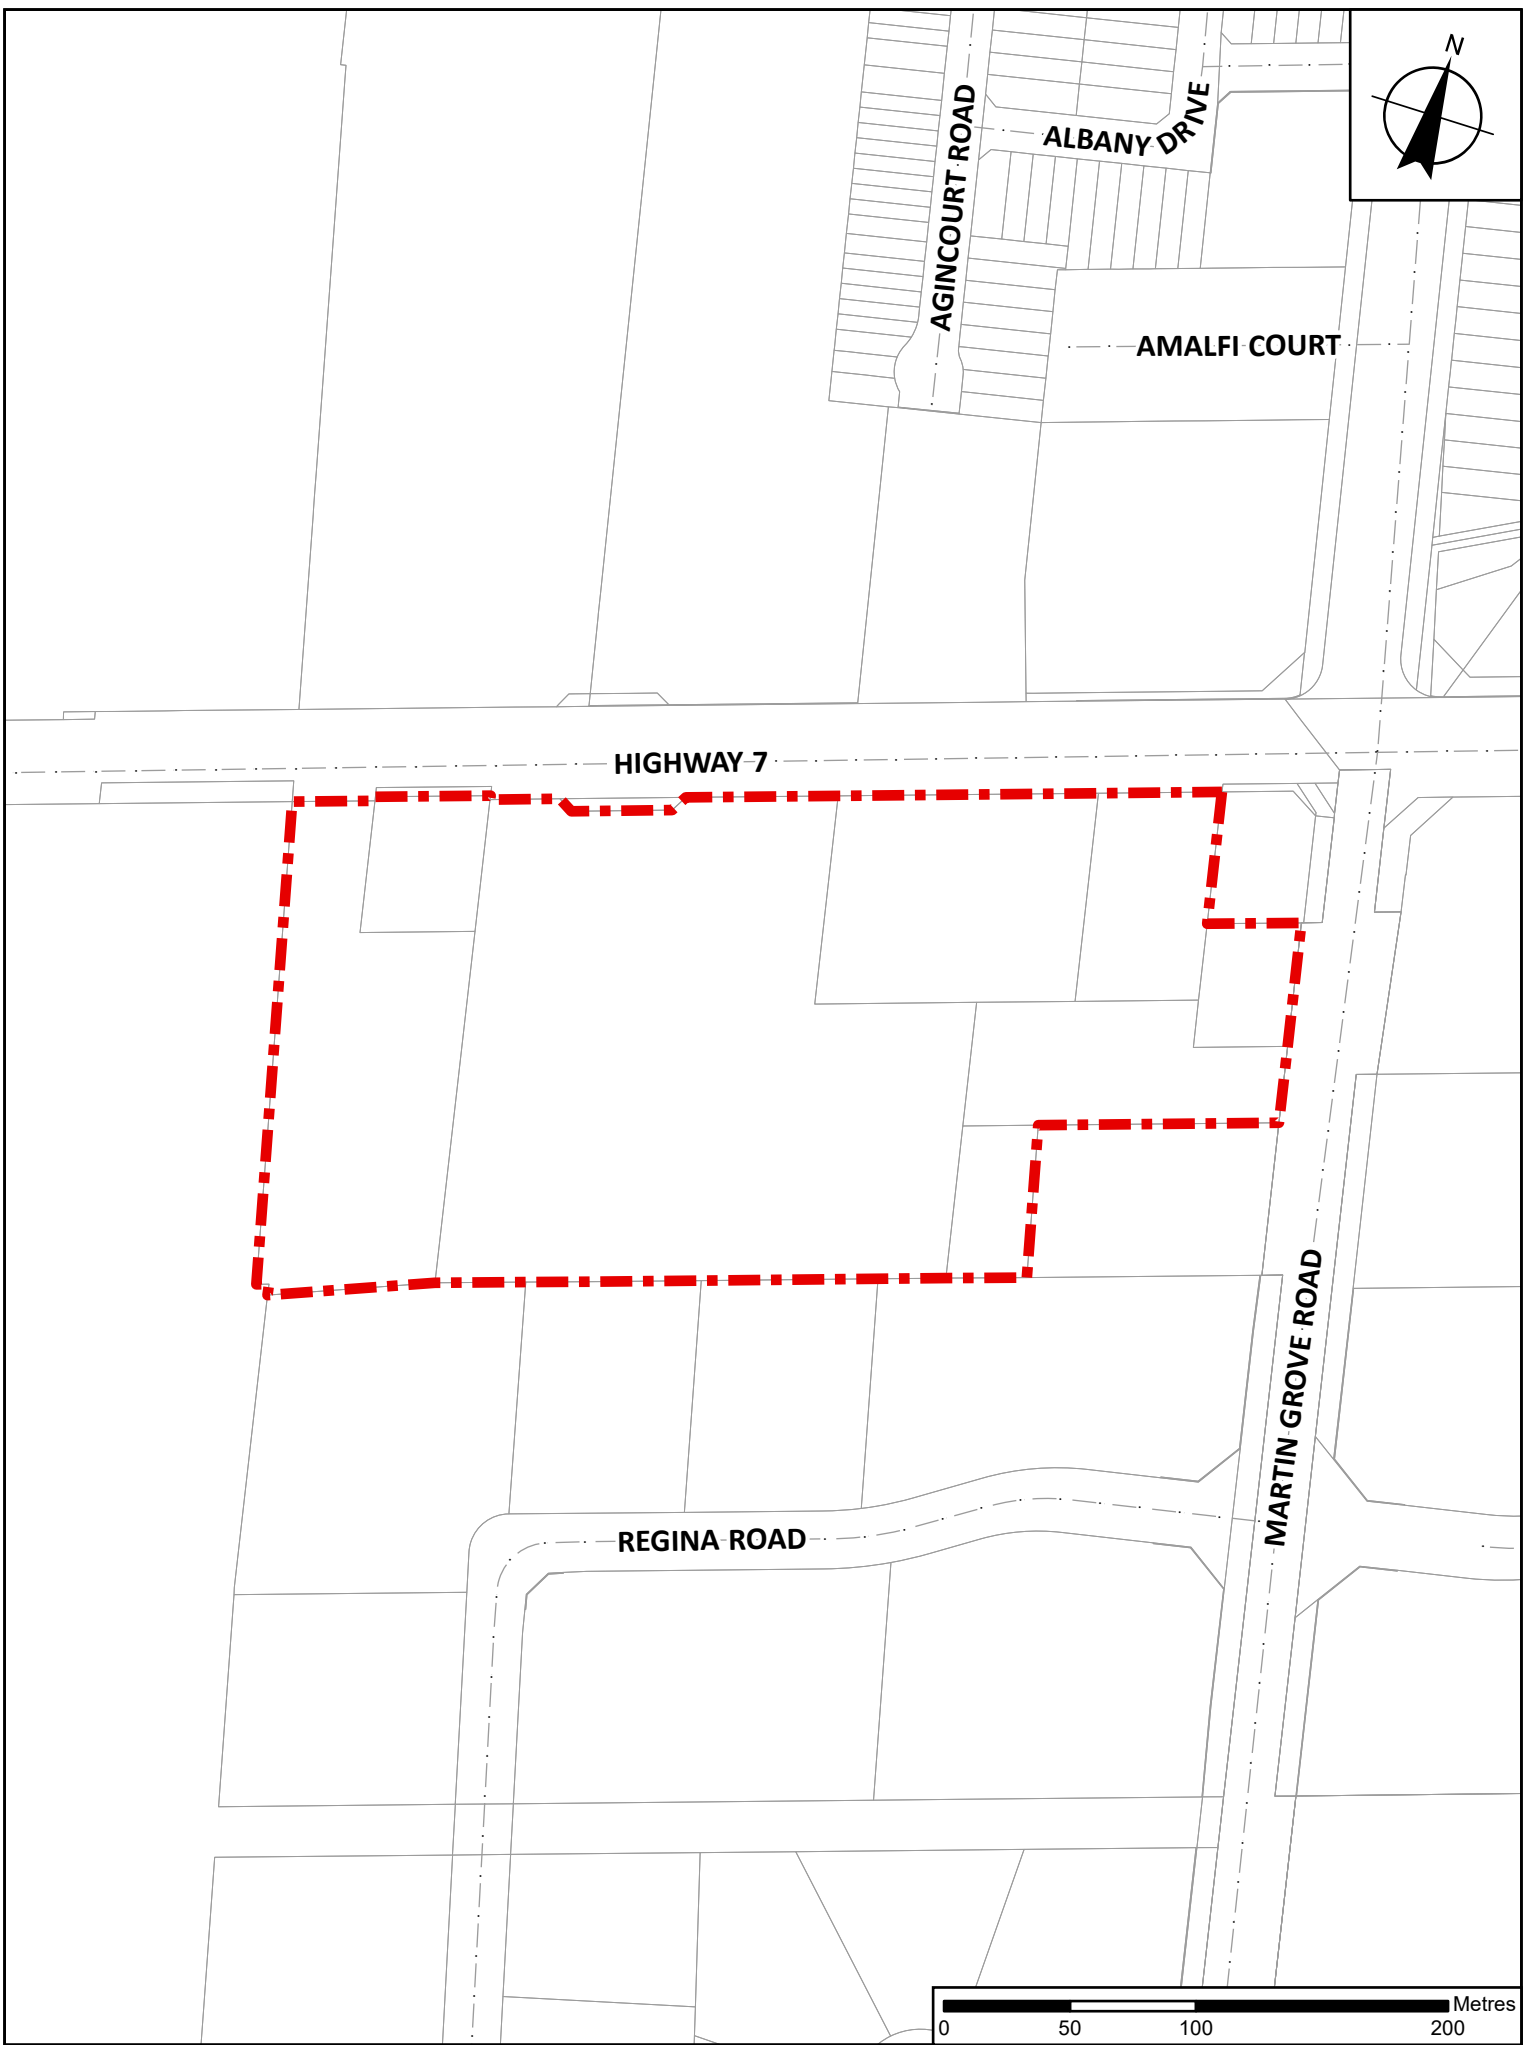 N
AGINCOURT ROAD
ALBANY DRIVE
AMALFI COURT
HIGHWAY 7
MARTIN GROVE ROAD
REGINA ROAD
Metres
0 50 100 200